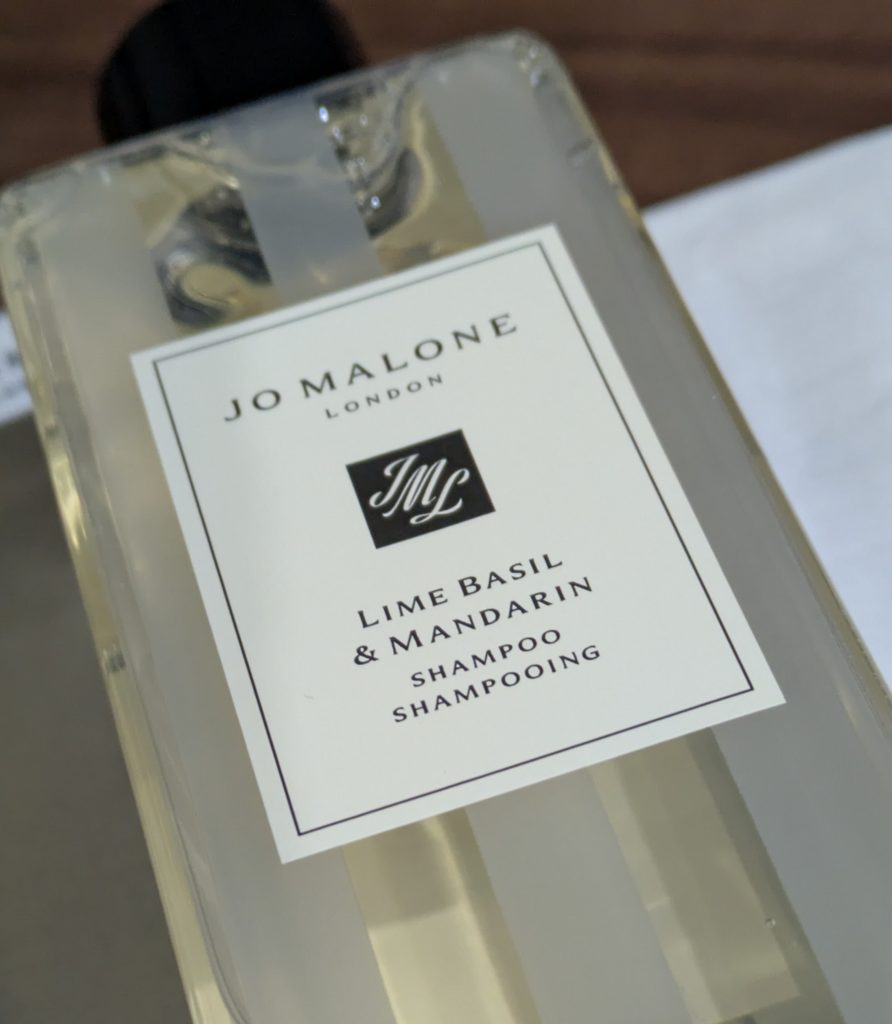 JO MALONE
LONDON
JML
LIME BASIL
& MANDARIN
SHAMPOO
SHAMPOOING